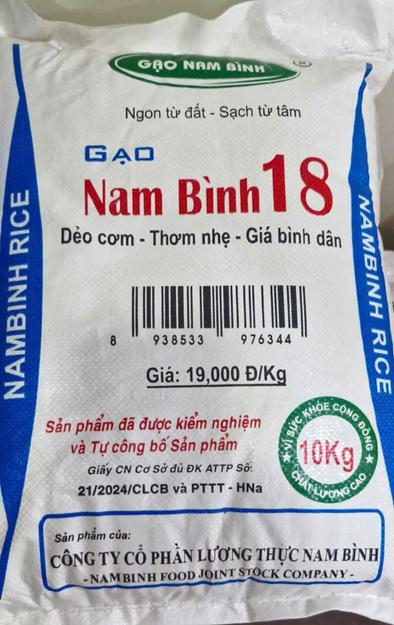 GẠO NAM BÌNH ®
Ngon từ đất - Sạch từ tâm
GẠO
Nam Bình 18
Dẻo cơm - Thơm nhẹ - Giá bình dân
NAMBINH RICE
NAMBINH RICE
8 938533 976344
Giá: 19,000 Đ/Kg
Sản phẩm đã được kiểm nghiệm
và Tự công bố Sản phẩm
Giấy CN Cơ Sở đủ ĐK ATTP Số:
21/2024/CLCB và PTTT - HNa
VÌ SỨC KHỎE CỘNG ĐỒNG
10Kg
CHẤT LƯỢNG CAO
Sản phẩm của:
CÔNG TY CỔ PHẦN LƯƠNG THỰC NAM BÌNH
- NAM BINH FOOD JOINT STOCK COMPANY -